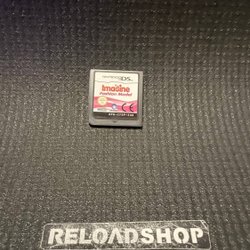 NINTENDO DS
Imagine
Fashion Model
RELOADSHOP